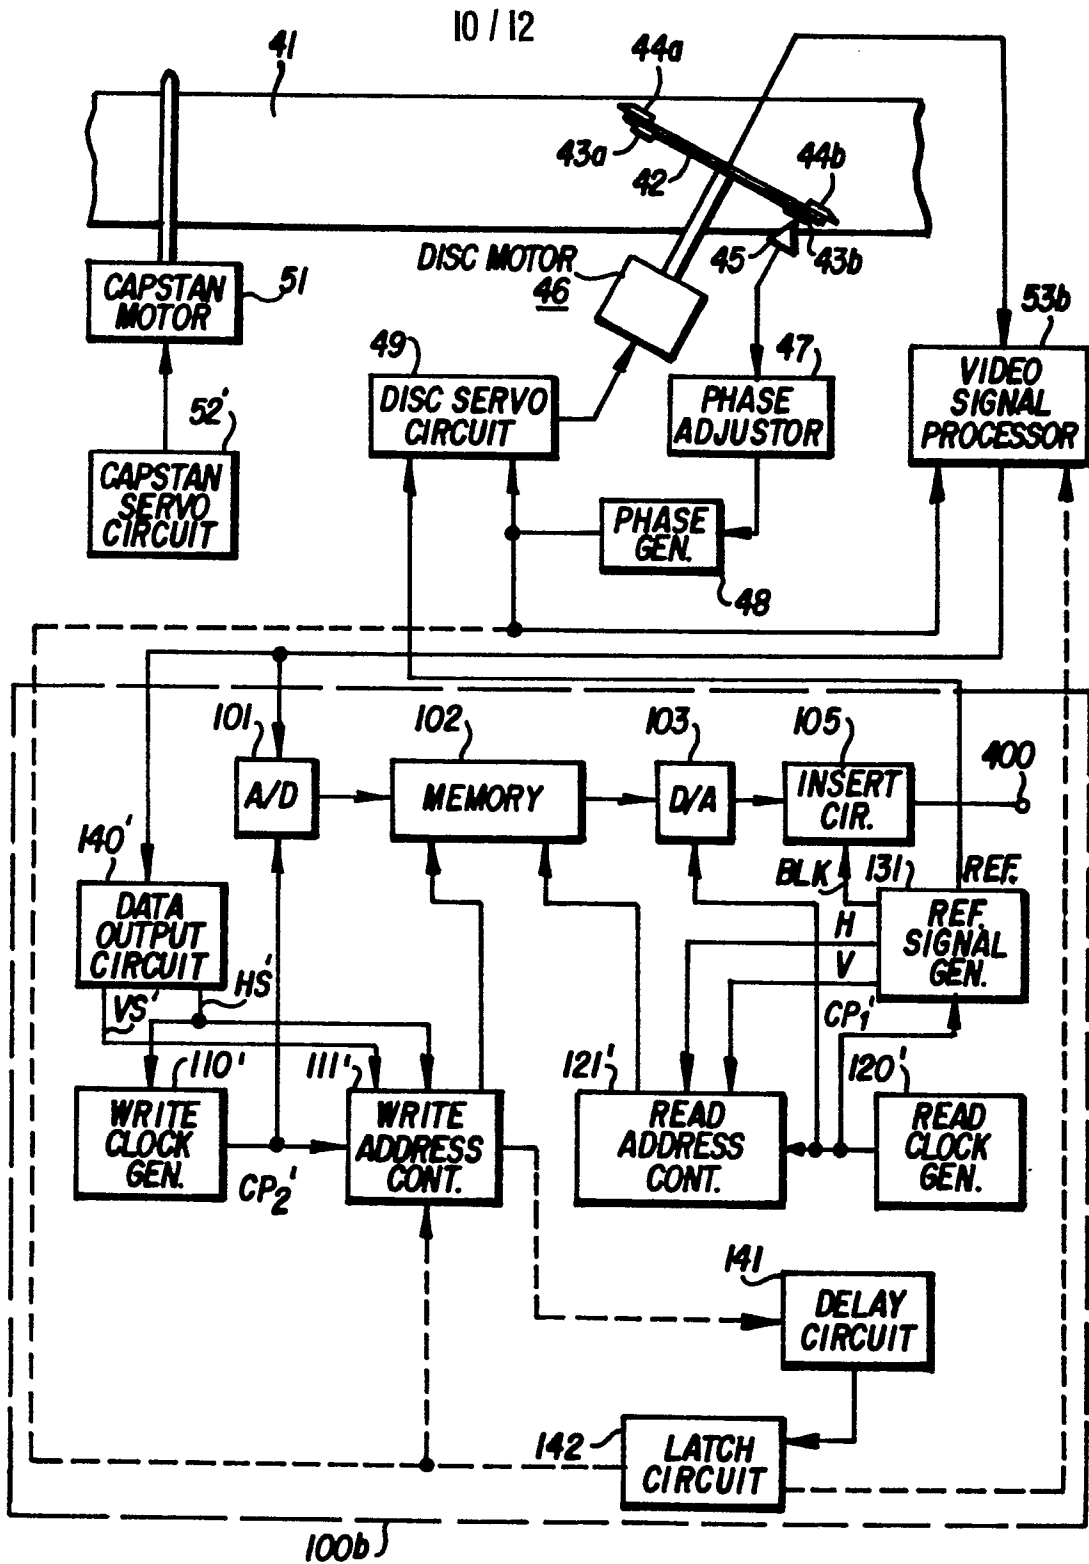 10 / 12
41
44a
43a
42
44b
45
43b
DISC MOTOR
46
CAPSTAN
MOTOR
51
53b
49
47
VIDEO
SIGNAL
PROCESSOR
DISC SERVO
CIRCUIT
PHASE
ADJUSTOR
52'
CAPSTAN
SERVO
CIRCUIT
PHASE
GEN.
48
101
102
103
105
400
A/D
MEMORY
D/A
INSERT
CIR.
140'
BLK
131
REF.
DATA
OUTPUT
CIRCUIT
H
V
REF.
SIGNAL
GEN.
VS'
HS'
CP1'
110'
111'
121'
120'
WRITE
CLOCK
GEN.
CP2'
WRITE
ADDRESS
CONT.
READ
ADDRESS
CONT.
READ
CLOCK
GEN.
141
DELAY
CIRCUIT
142
LATCH
CIRCUIT
100b